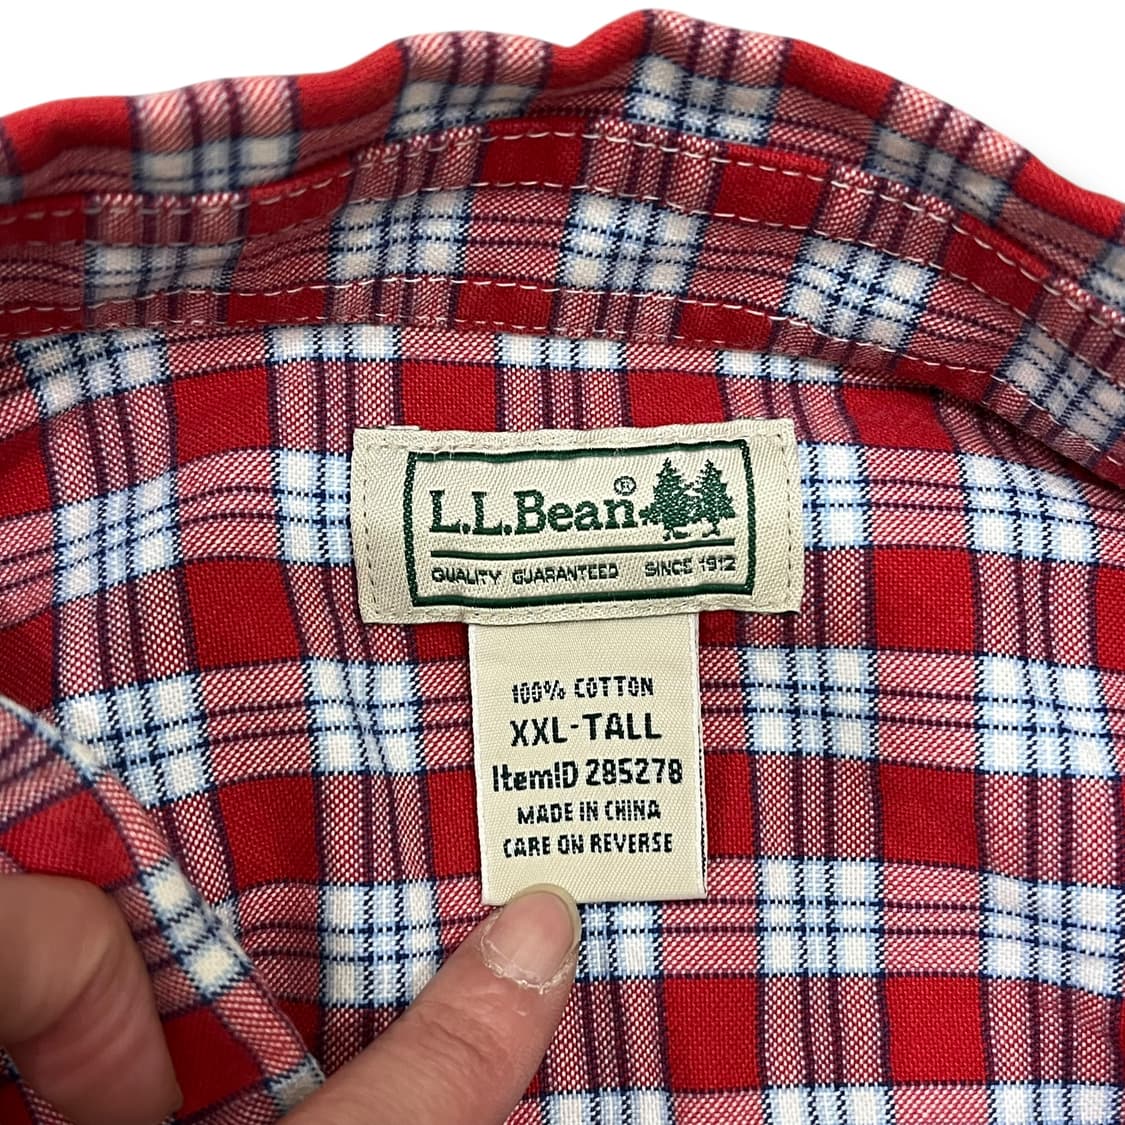 L.L.Bean®
QUALITY GUARANTEED SINCE 1912
100% COTTON
XXL-TALL
ItemID 285278
MADE IN CHINA
CARE ON REVERSE